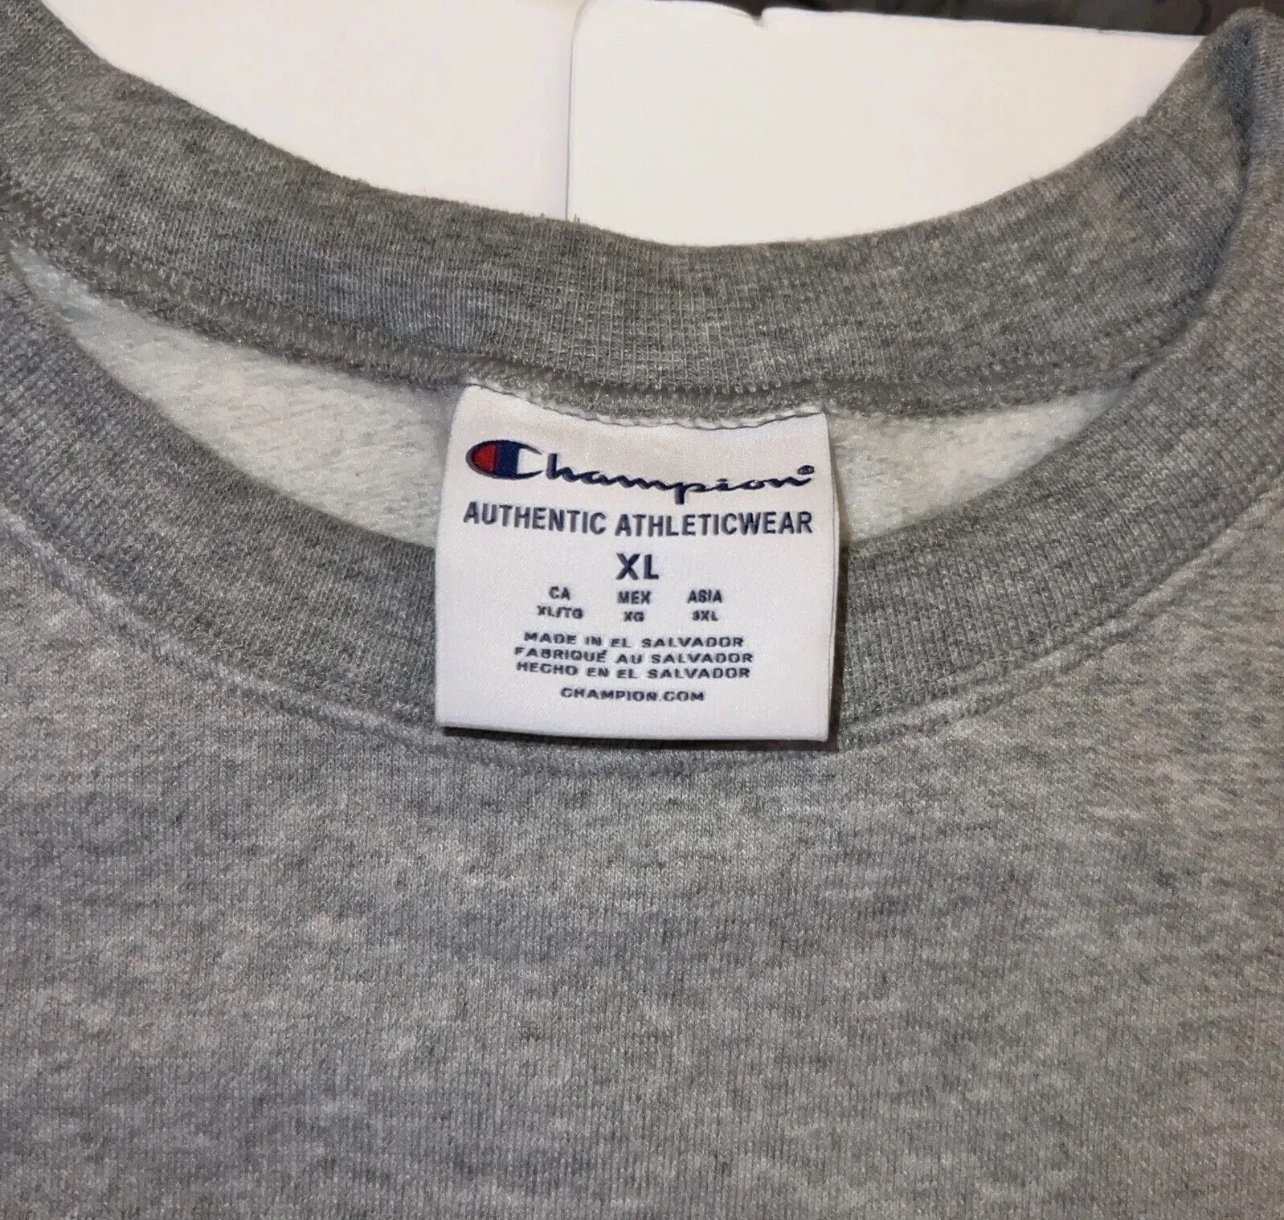 Champion®
AUTHENTIC ATHLETICWEAR
XL
CA MEX ASIA
XL/TG XG 3XL
MADE IN EL SALVADOR
FABRIQUÉ AU SALVADOR
HECHO EN EL SALVADOR
CHAMPION.COM